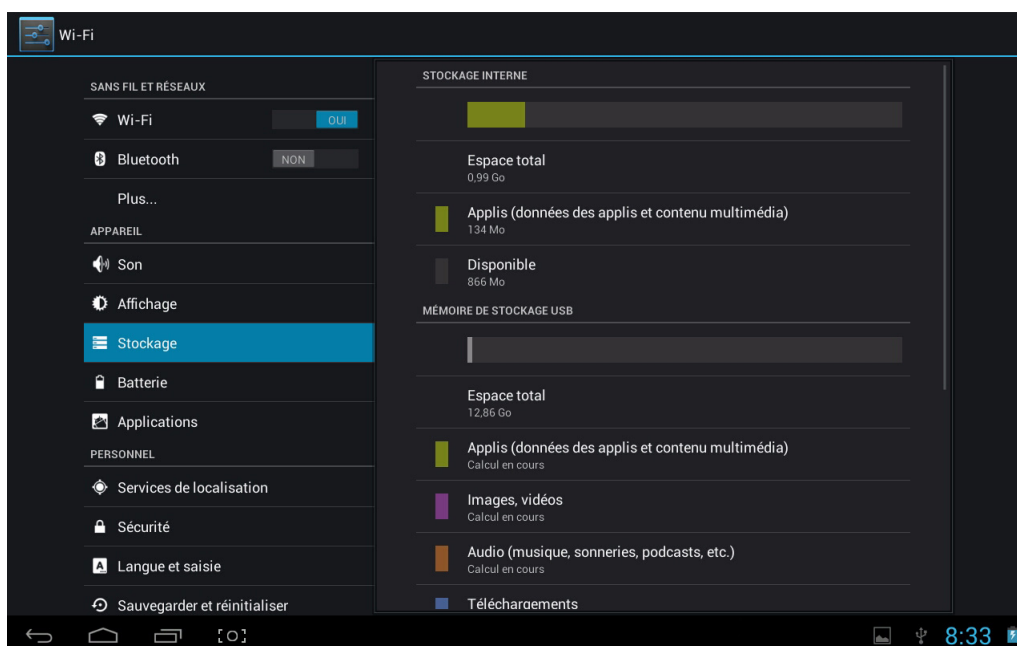 Wi-Fi
SANS FIL ET RÉSEAUX
Wi-Fi
OUI
Bluetooth
NON
Plus...
APPAREIL
Son
Affichage
Stockage
Batterie
Applications
PERSONNEL
Services de localisation
Sécurité
Langue et saisie
Sauvegarder et réinitialiser
STOCKAGE INTERNE
Espace total
0,99 Go
Applis (données des applis et contenu multimédia)
134 Mo
Disponible
866 Mo
MÉMOIRE DE STOCKAGE USB
Espace total
12,86 Go
Applis (données des applis et contenu multimédia)
Calcul en cours
Images, vidéos
Calcul en cours
Audio (musique, sonneries, podcasts, etc.)
Calcul en cours
Téléchargements
8:33